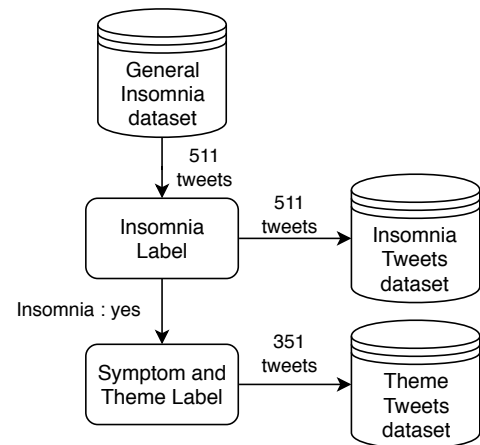 General
Insomnia
dataset
511
tweets
Insomnia
Label
511
tweets
Insomnia
Tweets
dataset
Insomnia : yes
Symptom and
Theme Label
351
tweets
Theme
Tweets
dataset